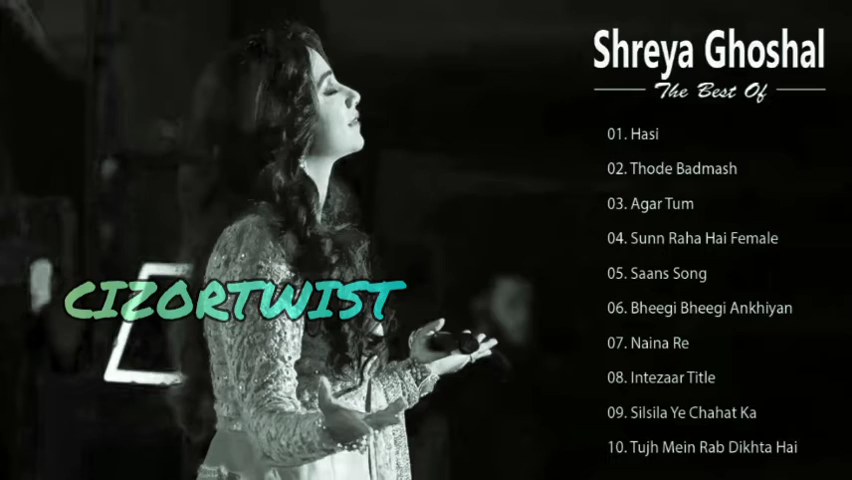 Shreya Ghoshal
The Best Of
01. Hasi
02. Thode Badmash
03. Agar Tum
04. Sunn Raha Hai Female
05. Saans Song
06. Bheegi Bheegi Ankhiyan
07. Naina Re
08. Intezaar Title
09. Silsila Ye Chahat Ka
10. Tujh Mein Rab Dikhta Hai
CIZORTWIST